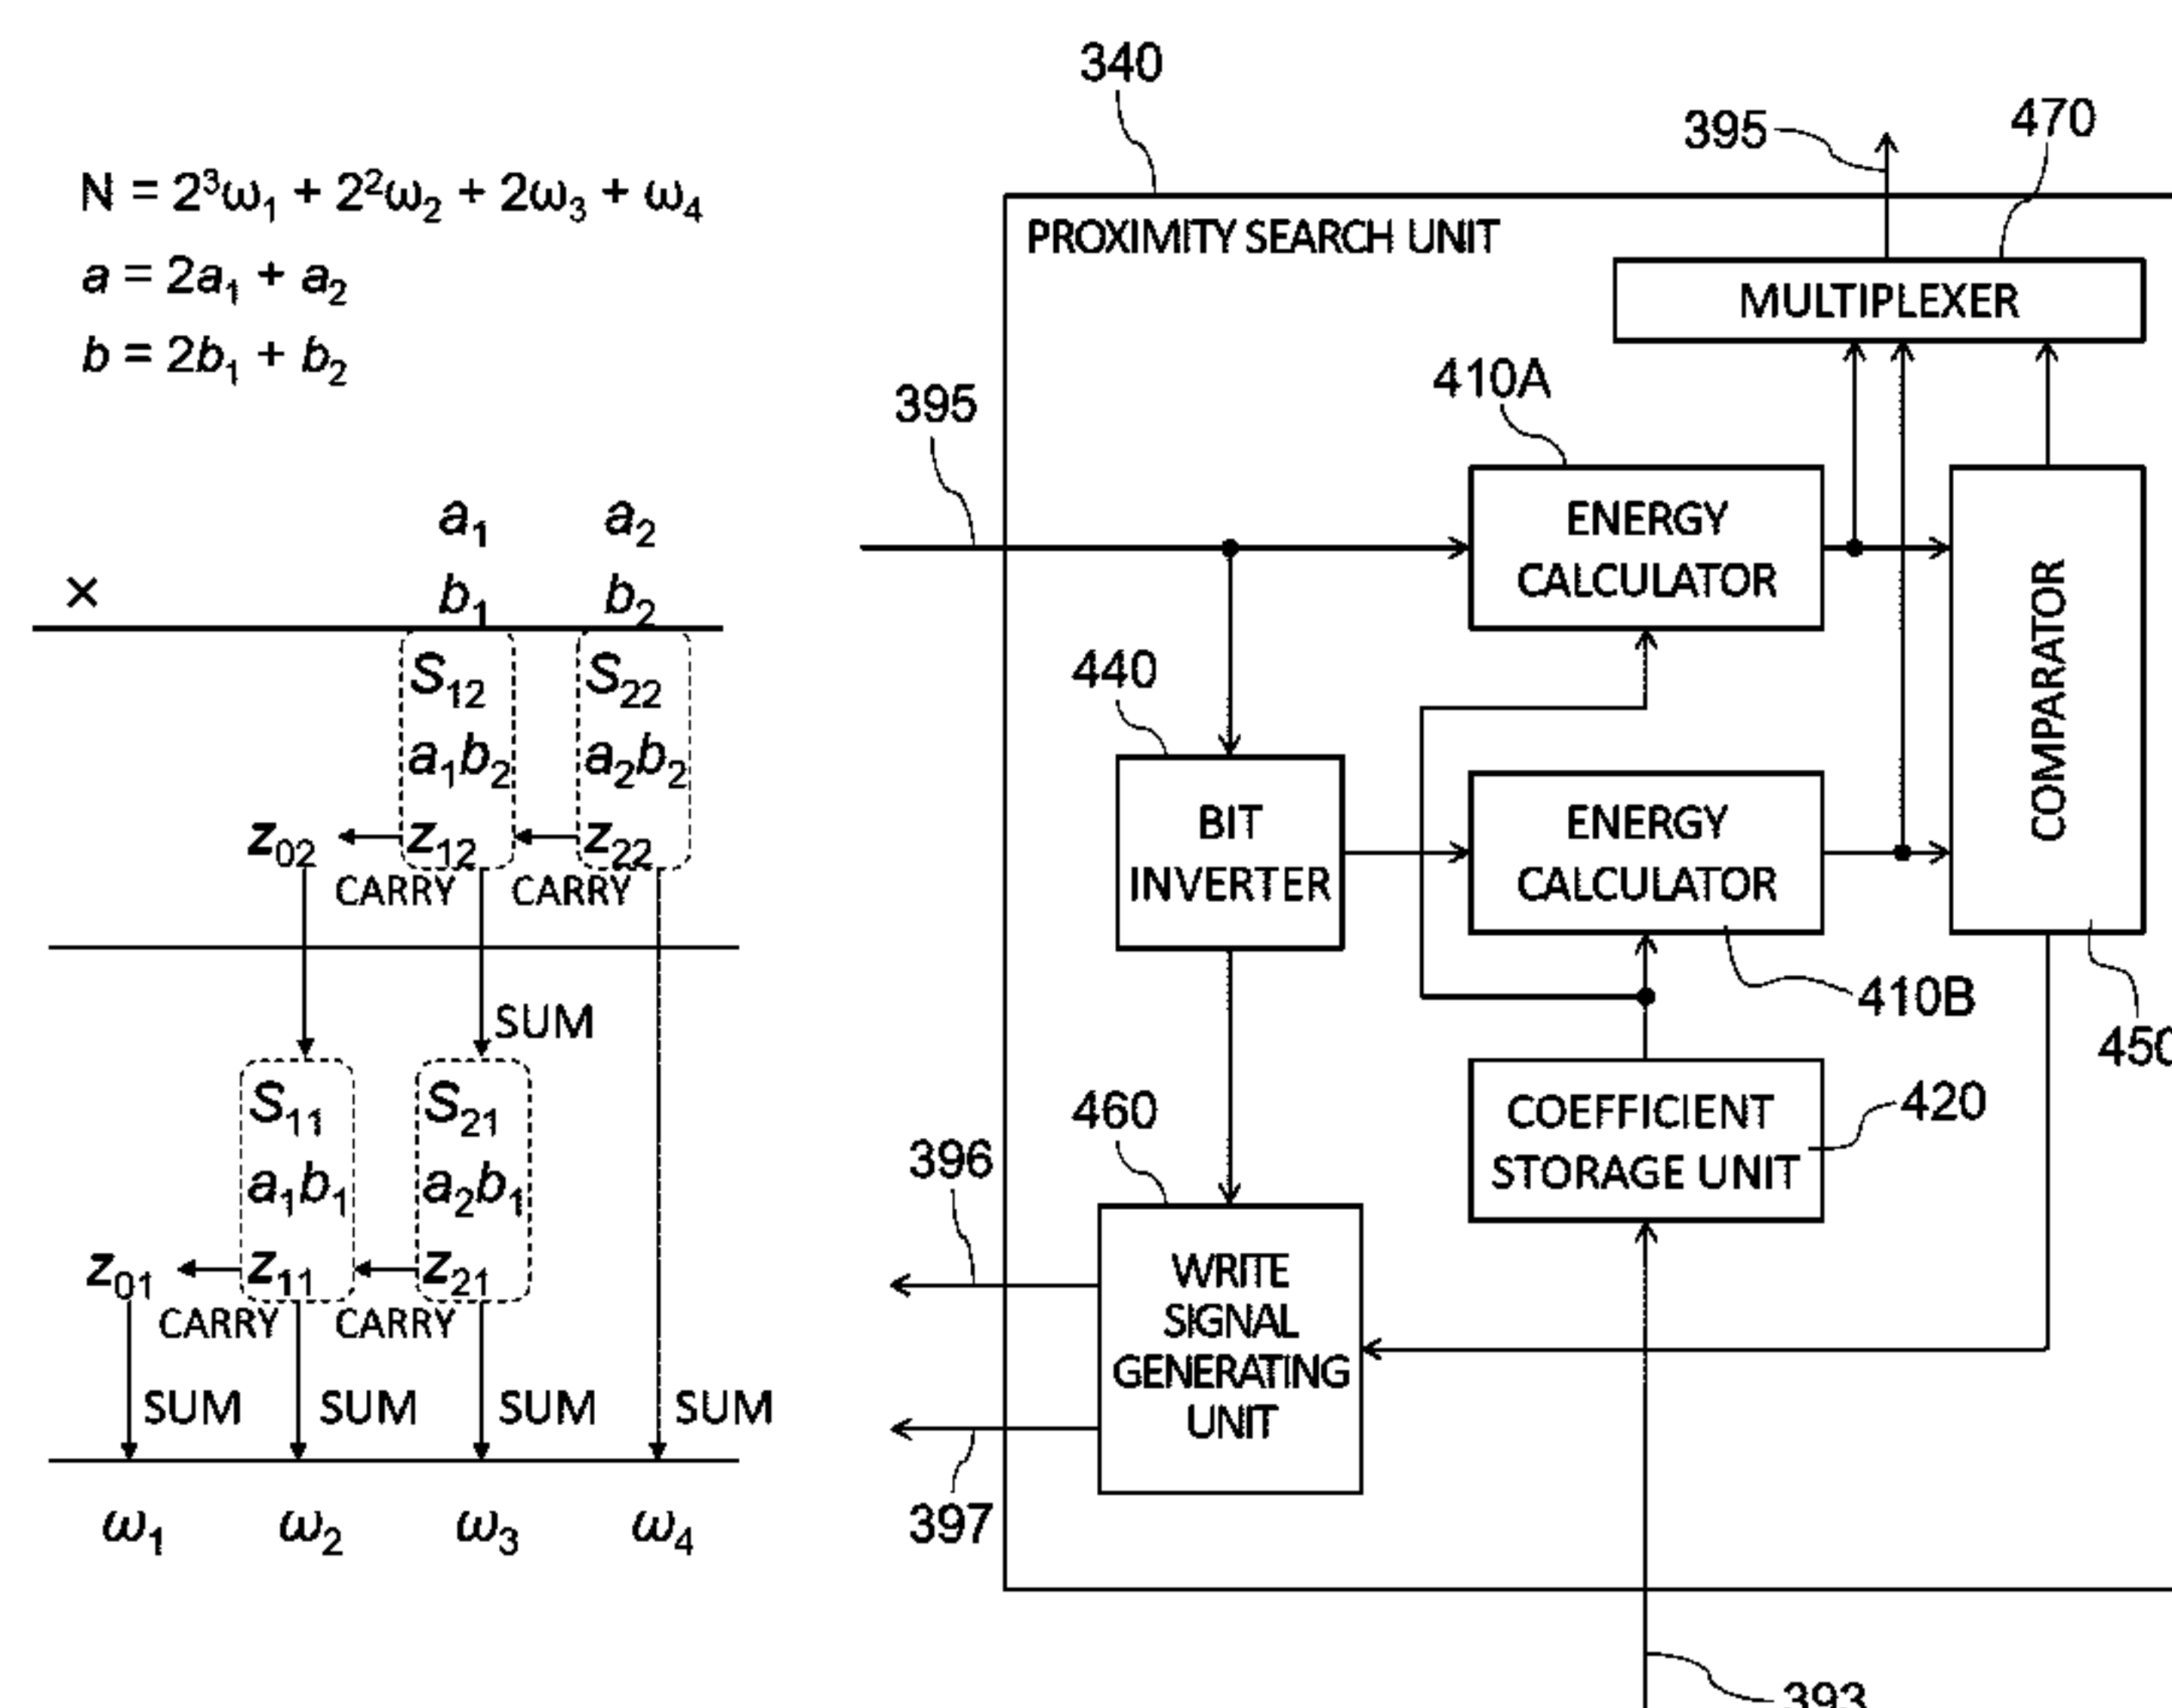 N = 2³ω₁ + 2²ω₂ + 2ω₃ + ω₄
a = 2a₁ + a₂
b = 2b₁ + b₂
a₁ a₂
× b₁ b₂
S₁₂ S₂₂
a₁b₂ a₂b₂
z₀₂ z₁₂ z₂₂
CARRY CARRY
SUM
S₁₁ S₂₁
a₁b₁ a₂b₁
z₀₁ z₁₁ z₂₁
CARRY CARRY
SUM SUM SUM SUM
ω₁ ω₂ ω₃ ω₄
340
395
470
PROXIMITY SEARCH UNIT
MULTIPLEXER
410A
395
ENERGY
CALCULATOR
COMPARATOR
440
BIT
INVERTER
ENERGY
CALCULATOR
410B
450
COEFFICIENT
STORAGE UNIT
420
460
396
WRITE
SIGNAL
GENERATING
UNIT
397
393